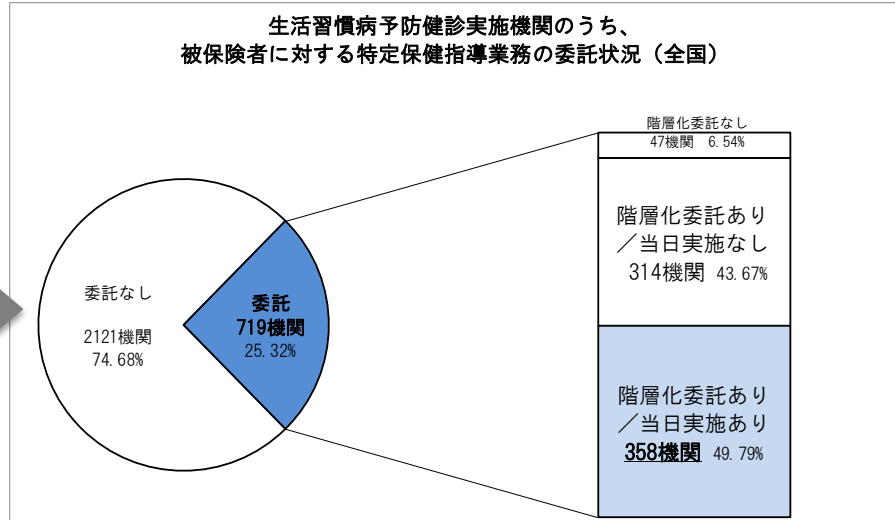 生活習慣病予防健診実施機関のうち、
被保険者に対する特定保健指導業務の委託状況（全国）
委託なし
2121機関
74.68%
委託
719機関
25.32%
階層化委託なし
47機関 6.54%
階層化委託あり
／当日実施なし
314機関 43.67%
階層化委託あり
／当日実施あり
358機関 49.79%